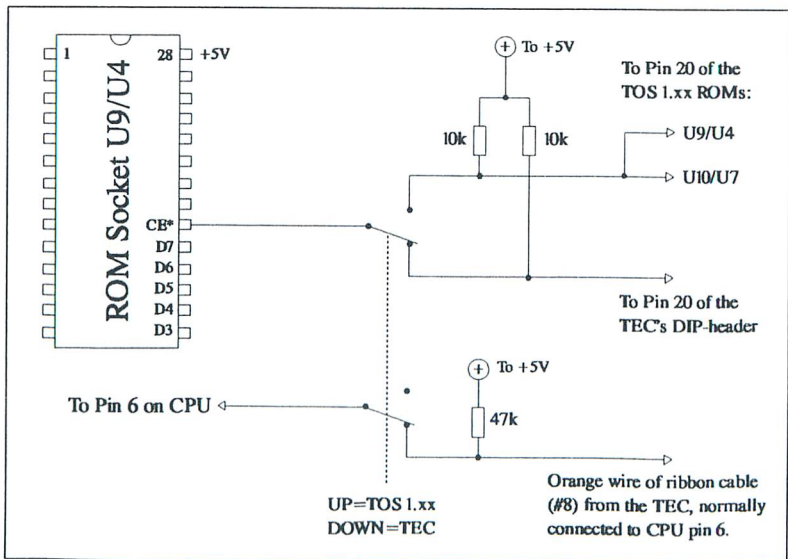 1
28
+5V
ROM Socket U9/U4
CE*
D7
D6
D5
D4
D3
To +5V
10k
10k
To Pin 20 of the
TOS 1.xx ROMs:
U9/U4
U10/U7
To Pin 20 of the
TEC's DIP-header
To Pin 6 on CPU
To +5V
47k
UP=TOS 1.xx
DOWN=TEC
Orange wire of ribbon cable
(#8) from the TEC, normally
connected to CPU pin 6.